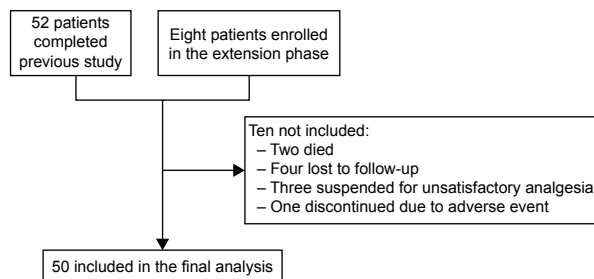 52 patients
completed
previous study
Eight patients enrolled
in the extension phase
Ten not included:
– Two died
– Four lost to follow-up
– Three suspended for unsatisfactory analgesia
– One discontinued due to adverse event
50 included in the final analysis